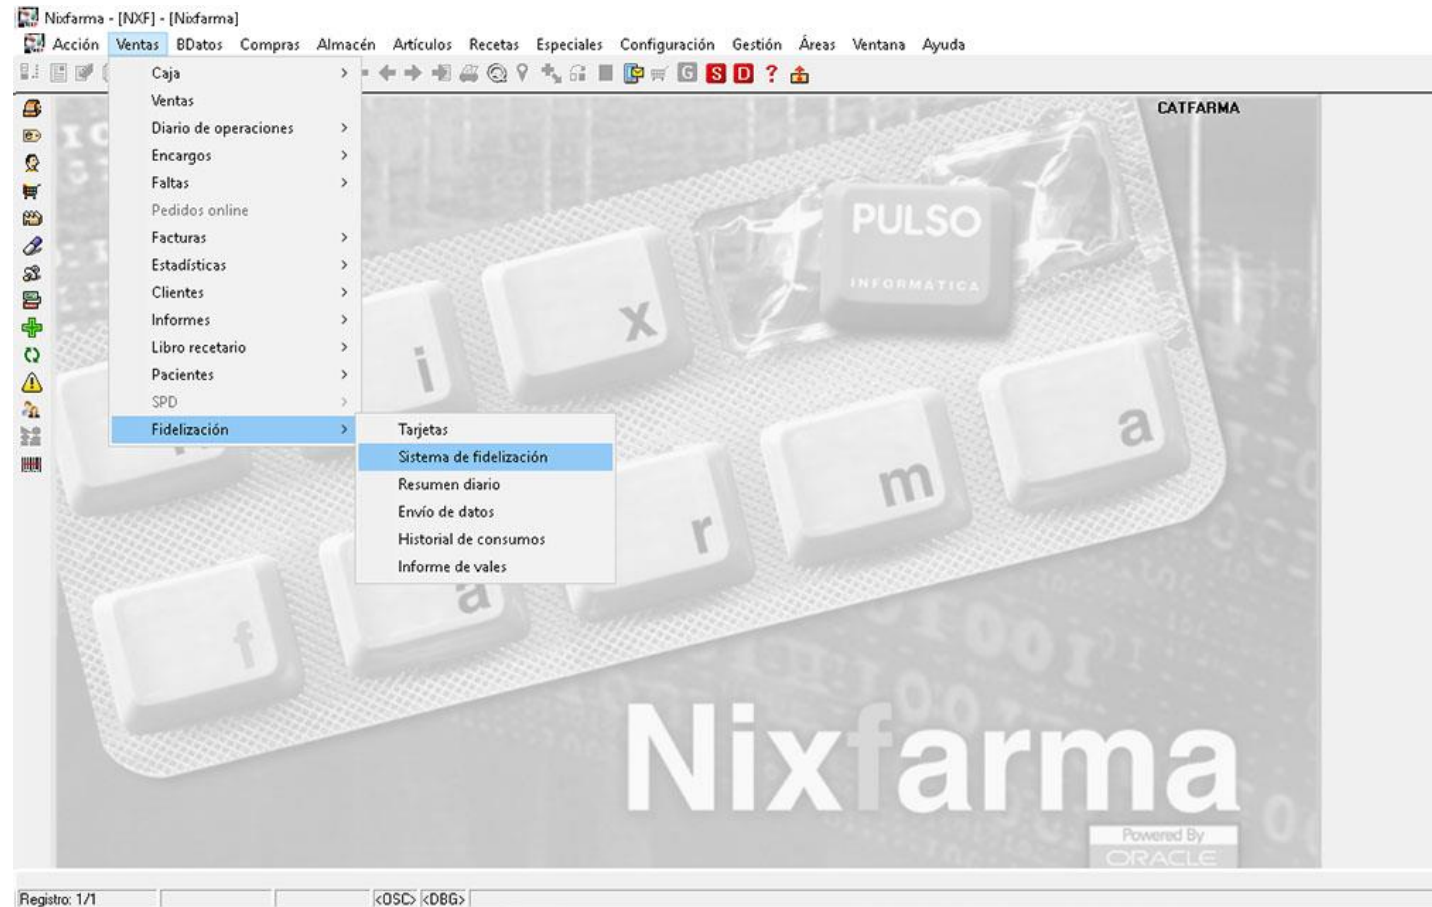 Nixfarma - [NXF] - [Nixfarma]
Acción Ventas BDatos Compras Almacén Artículos Recetas Especiales Configuración Gestión Áreas Ventana Ayuda
G S D ?
CATFARMA
Caja >
Ventas
Diario de operaciones >
Encargos >
Faltas >
Pedidos online
Facturas >
Estadísticas >
Clientes >
Informes >
Libro recetario >
Pacientes >
SPD >
Fidelización >
Tarjetas
Sistema de fidelización
Resumen diario
Envío de datos
Historial de consumos
Informe de vales
PULSO
INFORMÁTICA
i x
f a r m a
Nixfarma
Powered By
ORACLE
Registro: 1/1 <OSC> <DBG>